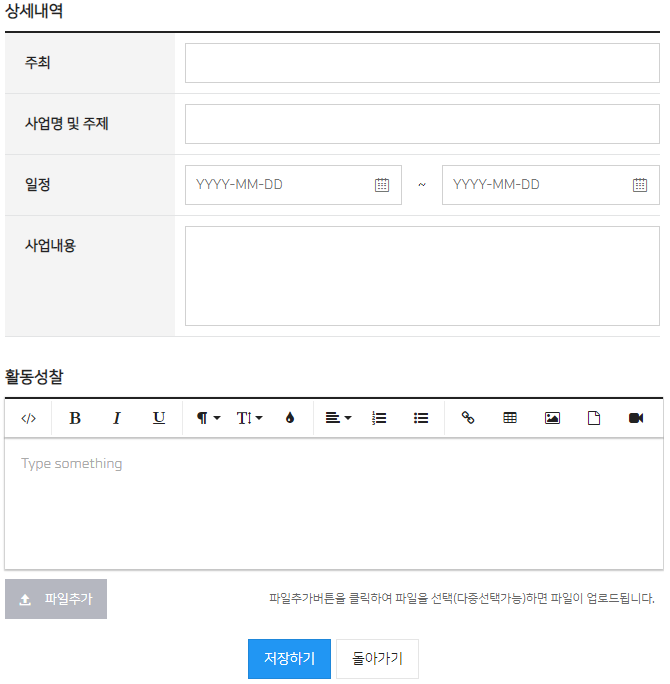 상세내역
주최
사업명 및 주제
일정 YYYY-MM-DD ~ YYYY-MM-DD
사업내용
활동성찰
</> B I U ¶ T
Type something
파일추가 파일추가버튼을 클릭하여 파일을 선택(다중선택가능)하면 파일이 업로드됩니다.
저장하기 돌아가기